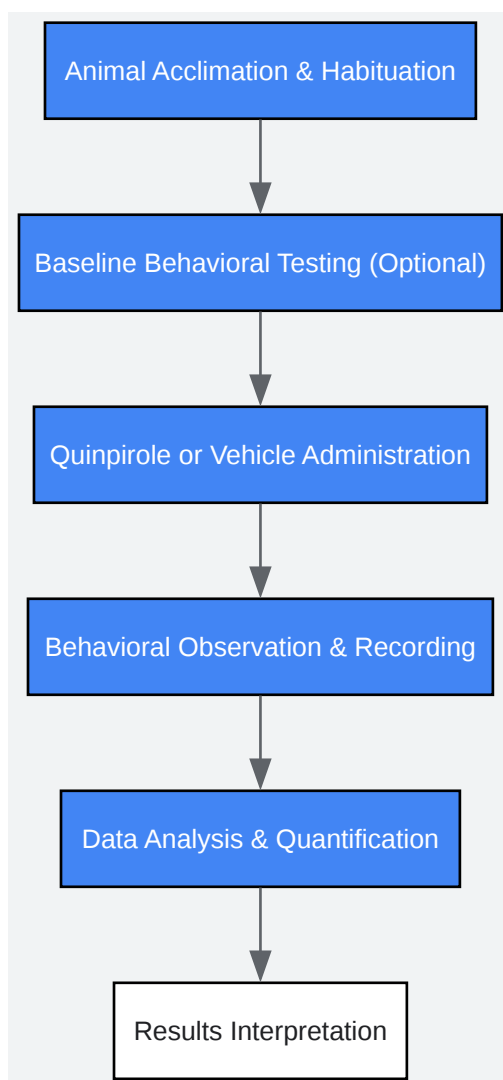 Animal Acclimation & Habituation
Baseline Behavioral Testing (Optional)
Quinpirole or Vehicle Administration
Behavioral Observation & Recording
Data Analysis & Quantification
Results Interpretation